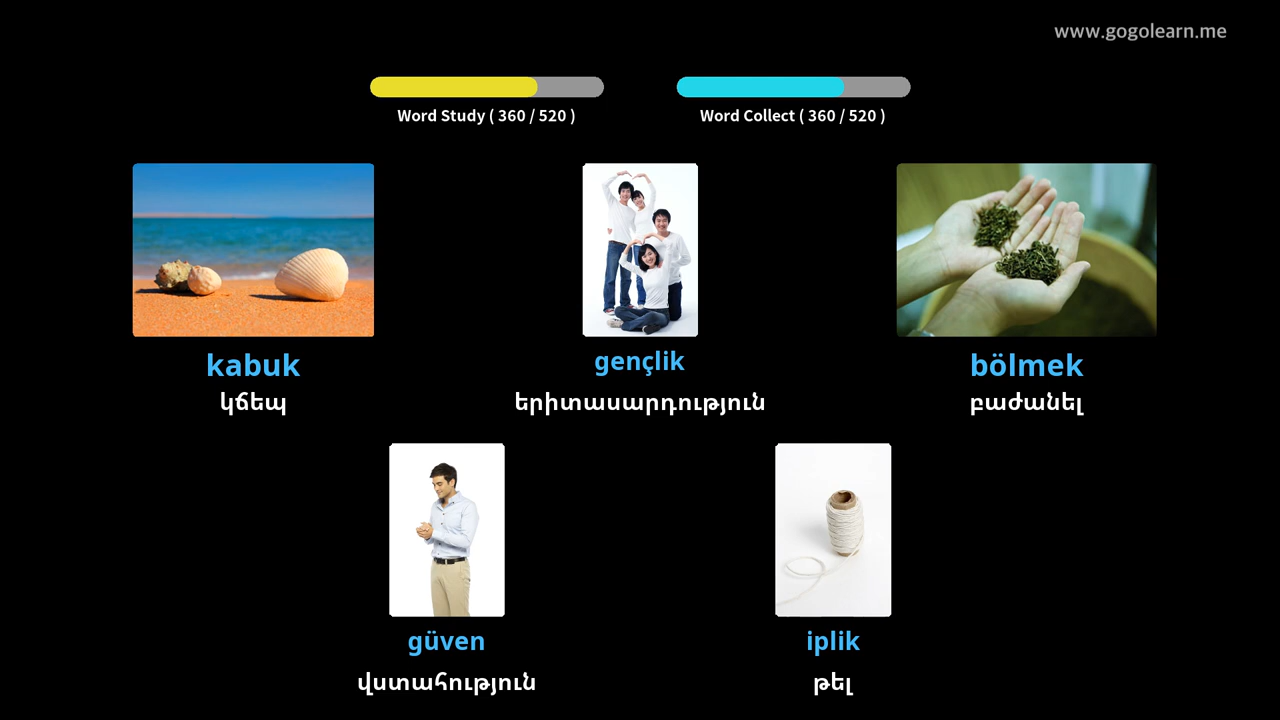 www.gogolearn.me
Word Study ( 360 / 520 )
Word Collect ( 360 / 520 )
kabuk
կճեպ
gençlik
երիտասարդություն
bölmek
բաժանել
güven
վստահություն
iplik
թել